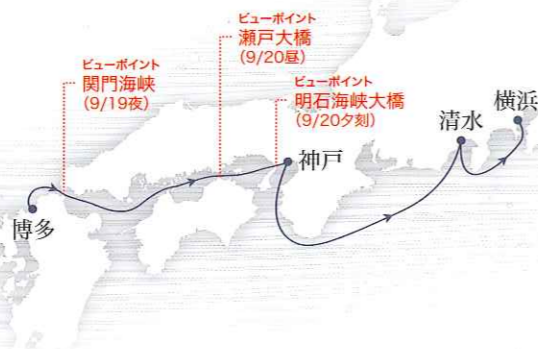 ビューポイント
関門海峡
(9/19夜)
ビューポイント
瀬戸大橋
(9/20昼)
ビューポイント
明石海峡大橋
(9/20夕刻)
博多
神戸
清水
横浜